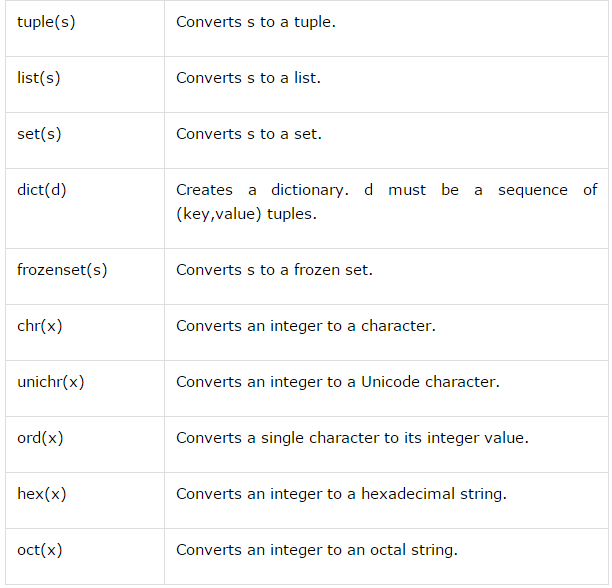 tuple(s) Converts s to a tuple.
list(s) Converts s to a list.
set(s) Converts s to a set.
dict(d) Creates a dictionary. d must be a sequence of
(key,value) tuples.
frozenset(s) Converts s to a frozen set.
chr(x) Converts an integer to a character.
unichr(x) Converts an integer to a Unicode character.
ord(x) Converts a single character to its integer value.
hex(x) Converts an integer to a hexadecimal string.
oct(x) Converts an integer to an octal string.